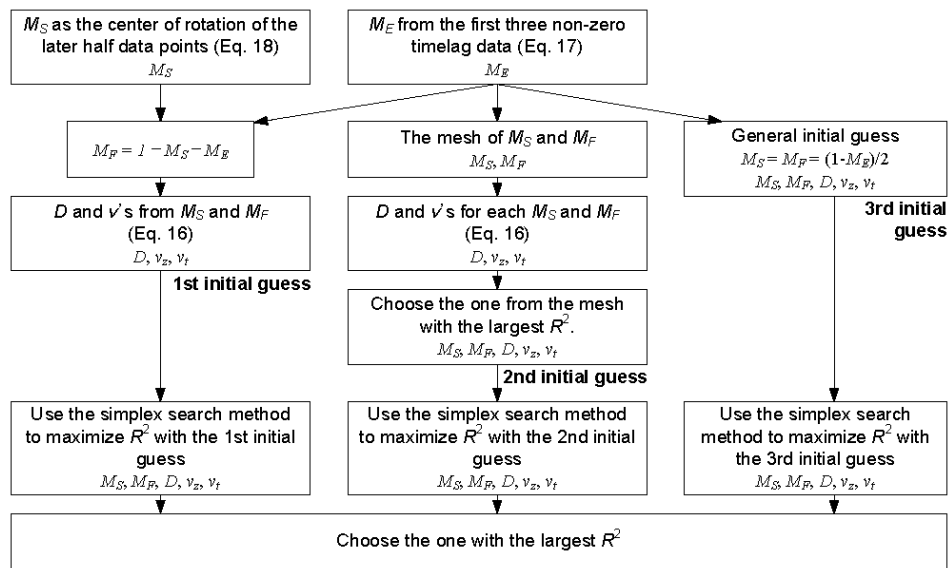 M_S as the center of rotation of the
later half data points (Eq. 18)
M_S
M_E from the first three non-zero
timelag data (Eq. 17)
M_E
M_F = 1 – M_S – M_E
The mesh of M_S and M_F
M_S, M_F
General initial guess
M_S = M_F = (1-M_E)/2
M_S, M_F, D, v_z, v_t
3rd initial
guess
D and v's from M_S and M_F
(Eq. 16)
D, v_z, v_t
1st initial guess
D and v's for each M_S and M_F
(Eq. 16)
D, v_z, v_t
Choose the one from the mesh
with the largest R².
M_S, M_F, D, v_z, v_t
2nd initial guess
Use the simplex search method
to maximize R² with the 1st initial
guess
M_S, M_F, D, v_z, v_t
Use the simplex search method
to maximize R² with the 2nd initial
guess
M_S, M_F, D, v_z, v_t
Use the simplex search
method to maximize R² with
the 3rd initial guess
M_S, M_F, D, v_z, v_t
Choose the one with the largest R²